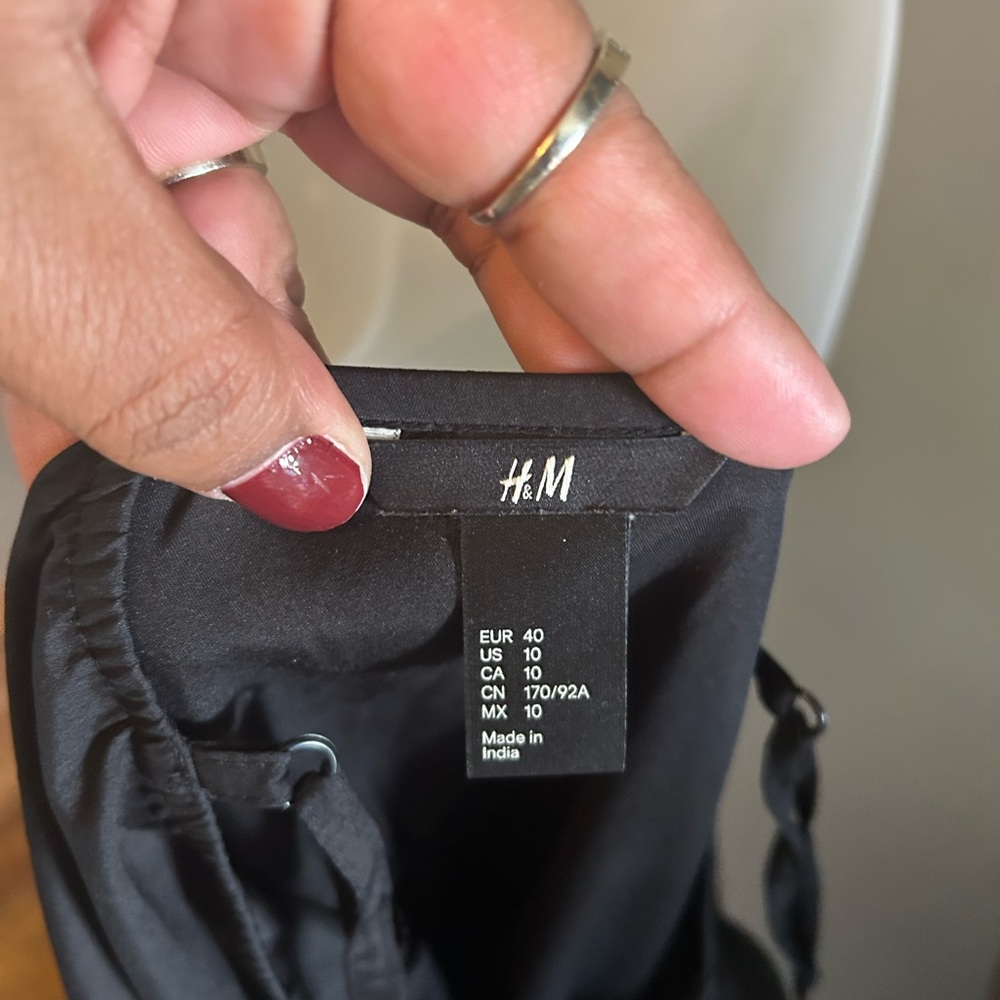 H&M
EUR 40
US 10
CA 10
CN 170/92A
MX 10
Made in
India